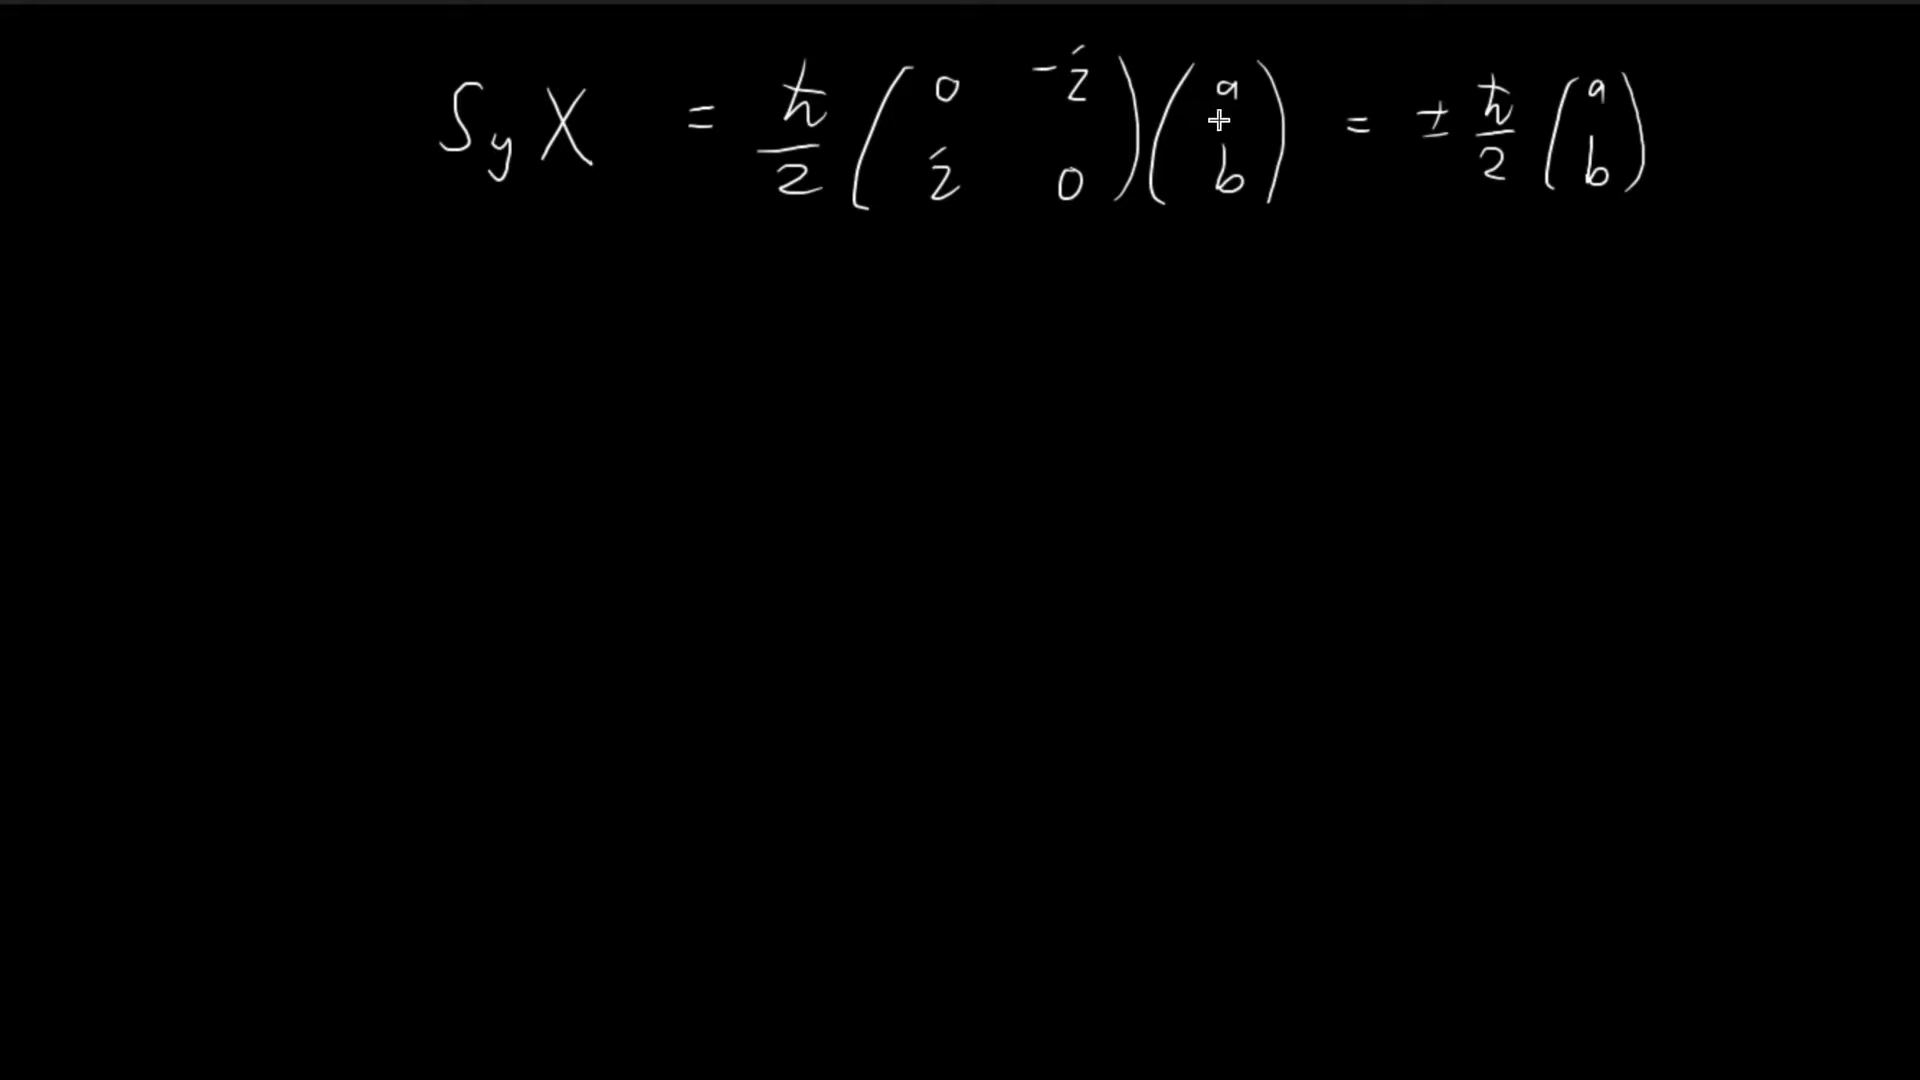 S_y X = ħ/2 ( 0 -i ; i 0 ) ( a ; b ) = ± ħ/2 ( a ; b )